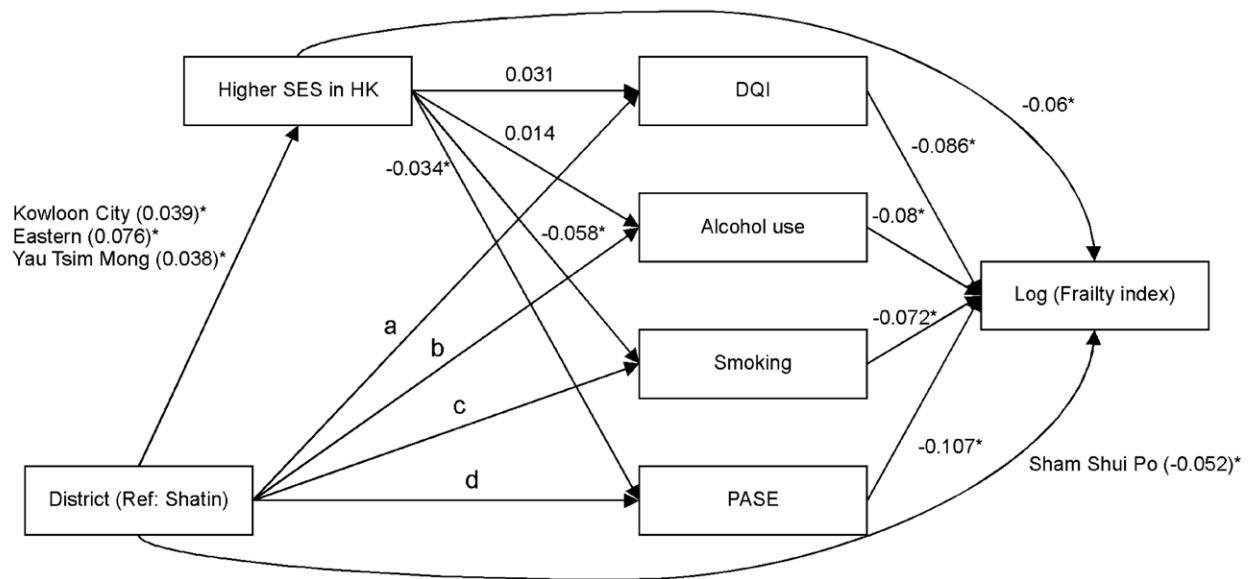 Higher SES in HK
0.031
DQI
-0.06*
0.014
-0.034*
-0.086*
Kowloon City (0.039)*
Eastern (0.076)*
Yau Tsim Mong (0.038)*
-0.058*
Alcohol use
-0.08*
Log (Frailty index)
a
b
Smoking
-0.072*
c
-0.107*
Sham Shui Po (-0.052)*
District (Ref: Shatin)
d
PASE